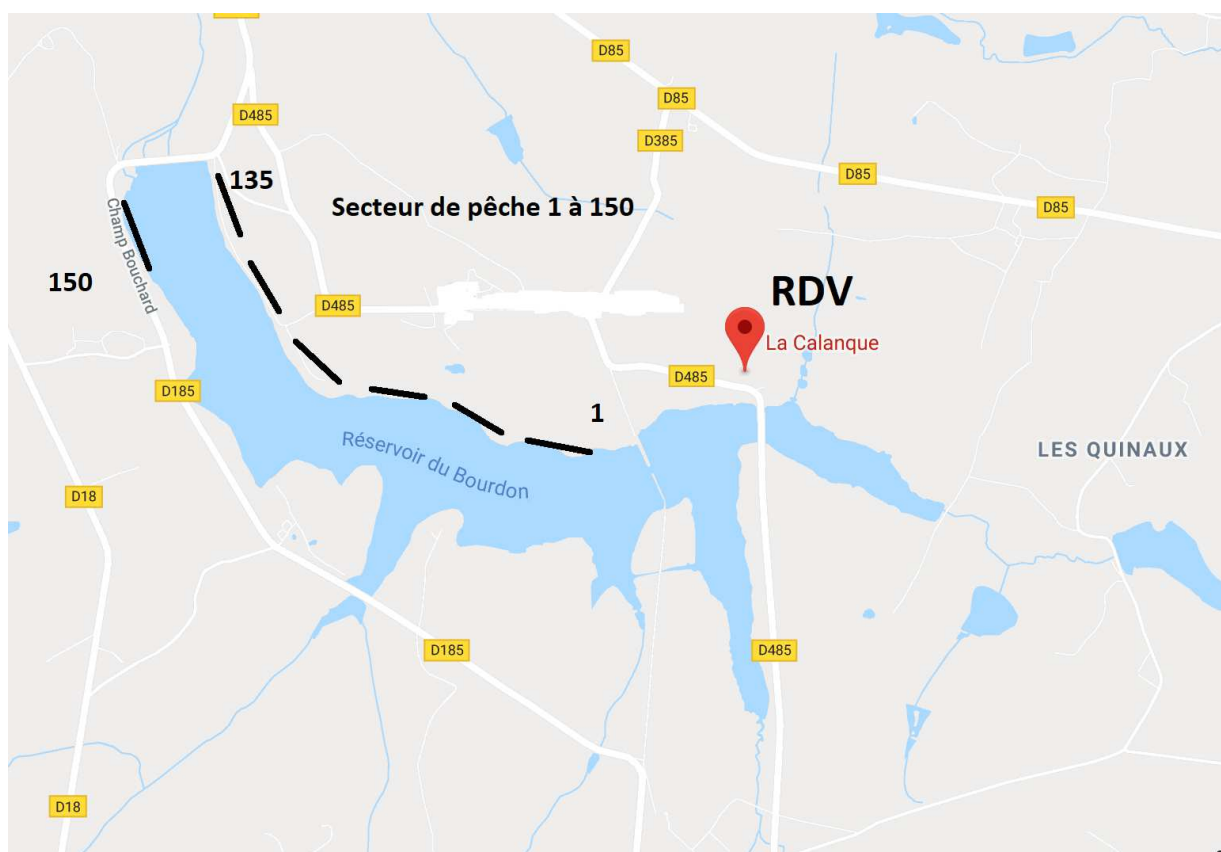 D85
D85
D485
D385
135
D85
Secteur de pêche 1 à 150
D85
Champ Bouchard
150
RDV
D485
La Calanque
D485
D185
1
Réservoir du Bourdon
LES QUINAUX
D18
D185
D485
D18